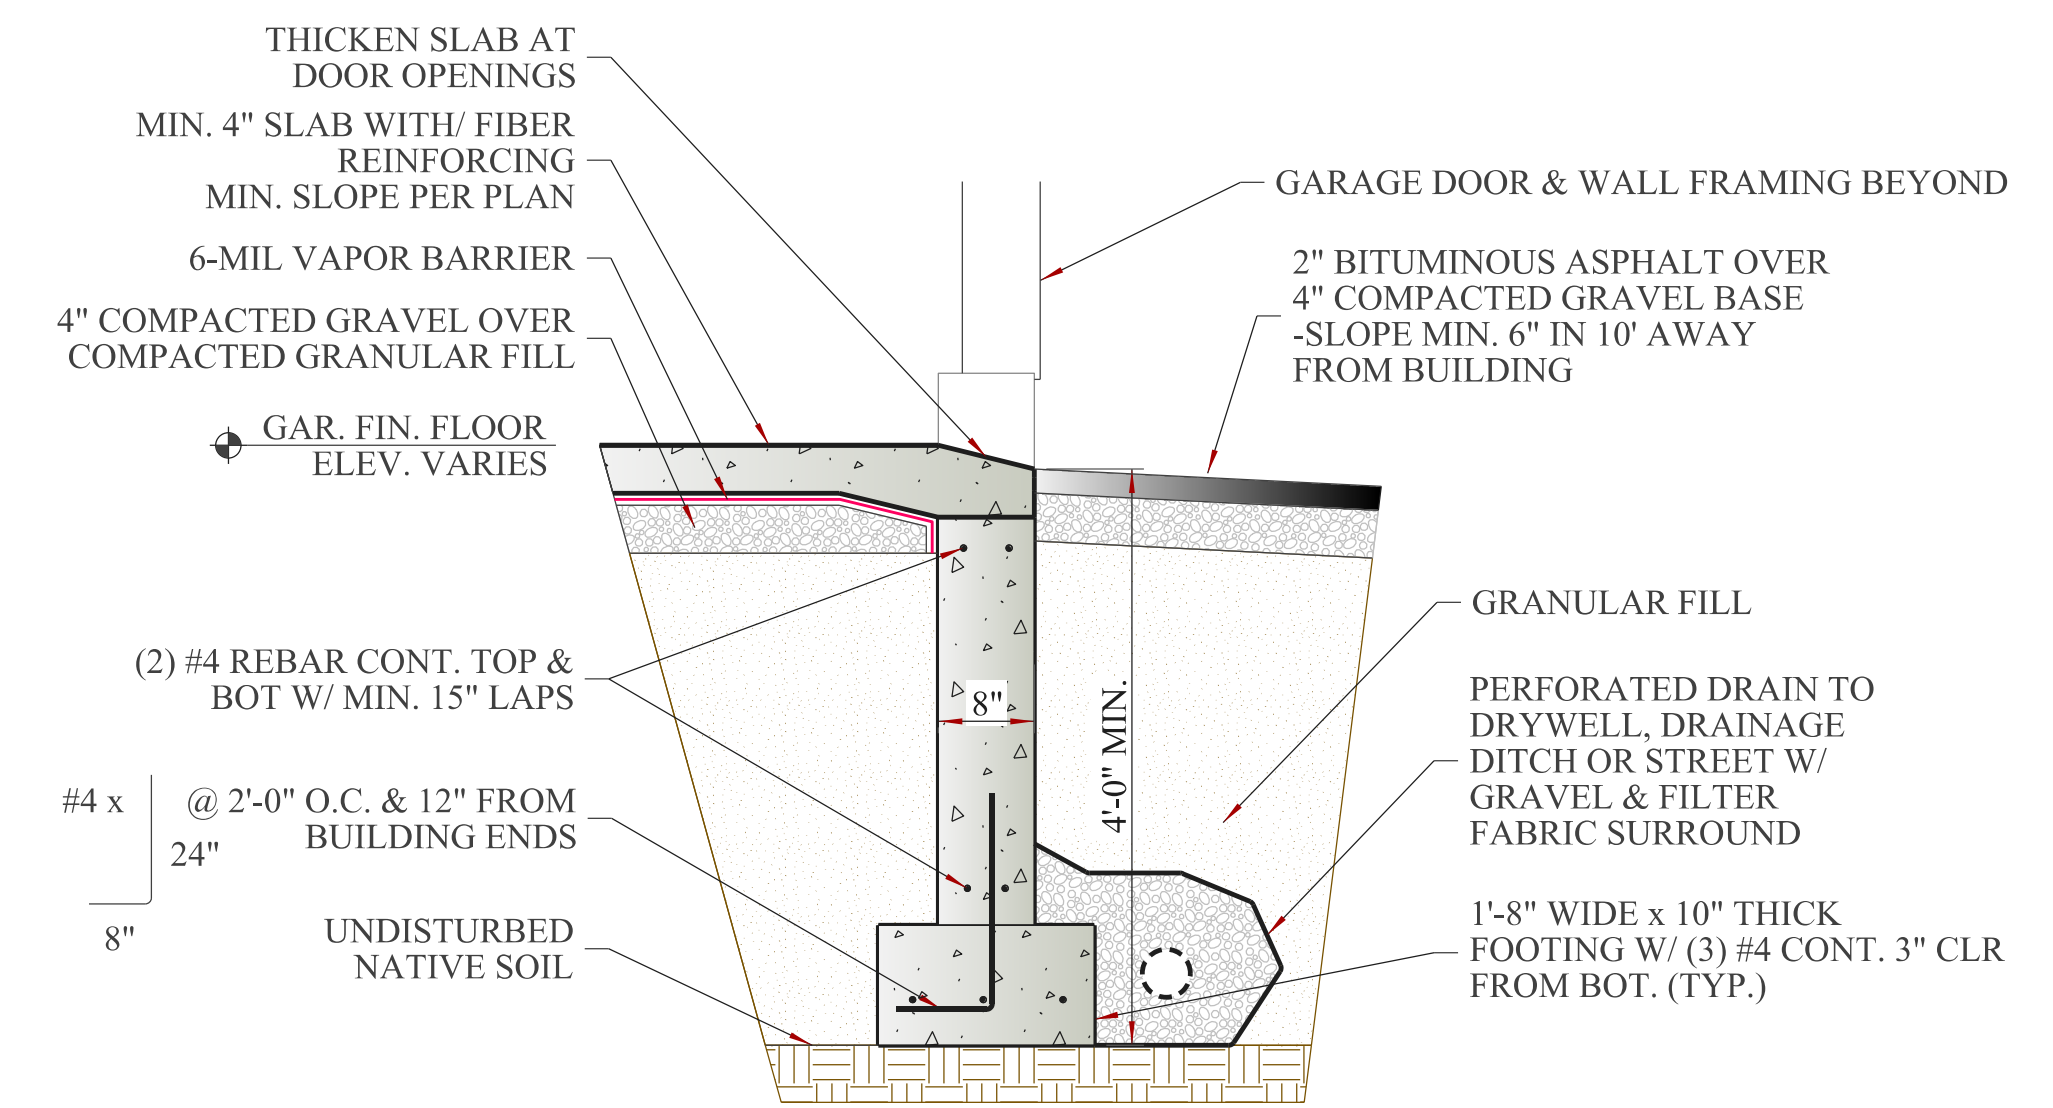 THICKEN SLAB AT
DOOR OPENINGS
MIN. 4" SLAB WITH/ FIBER
REINFORCING
MIN. SLOPE PER PLAN
6-MIL VAPOR BARRIER
4" COMPACTED GRAVEL OVER
COMPACTED GRANULAR FILL
GAR. FIN. FLOOR
ELEV. VARIES
(2) #4 REBAR CONT. TOP &
BOT W/ MIN. 15" LAPS
#4 x
@ 2'-0" O.C. & 12" FROM
BUILDING ENDS
24"
8"
UNDISTURBED
NATIVE SOIL
8"
4'-0" MIN.
GARAGE DOOR & WALL FRAMING BEYOND
2" BITUMINOUS ASPHALT OVER
4" COMPACTED GRAVEL BASE
-SLOPE MIN. 6" IN 10' AWAY
FROM BUILDING
GRANULAR FILL
PERFORATED DRAIN TO
DRYWELL, DRAINAGE
DITCH OR STREET W/
GRAVEL & FILTER
FABRIC SURROUND
1'-8" WIDE x 10" THICK
FOOTING W/ (3) #4 CONT. 3" CLR
FROM BOT. (TYP.)